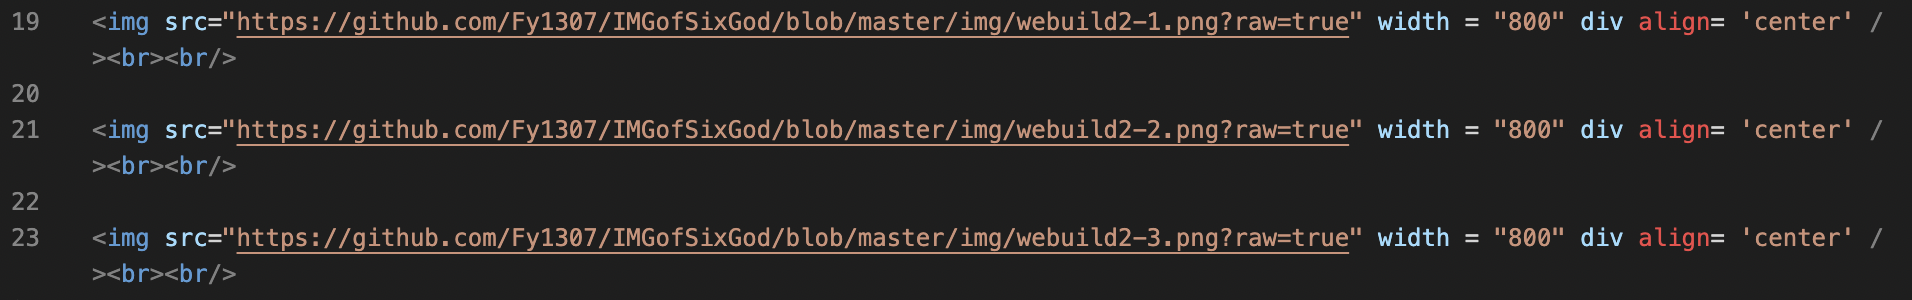 19 <img src="https://github.com/Fy1307/IMGofSixGod/blob/master/img/webuild2-1.png?raw=true" width = "800" div align= 'center' /
><br><br/>
20
21 <img src="https://github.com/Fy1307/IMGofSixGod/blob/master/img/webuild2-2.png?raw=true" width = "800" div align= 'center' /
><br><br/>
22
23 <img src="https://github.com/Fy1307/IMGofSixGod/blob/master/img/webuild2-3.png?raw=true" width = "800" div align= 'center' /
><br><br/>